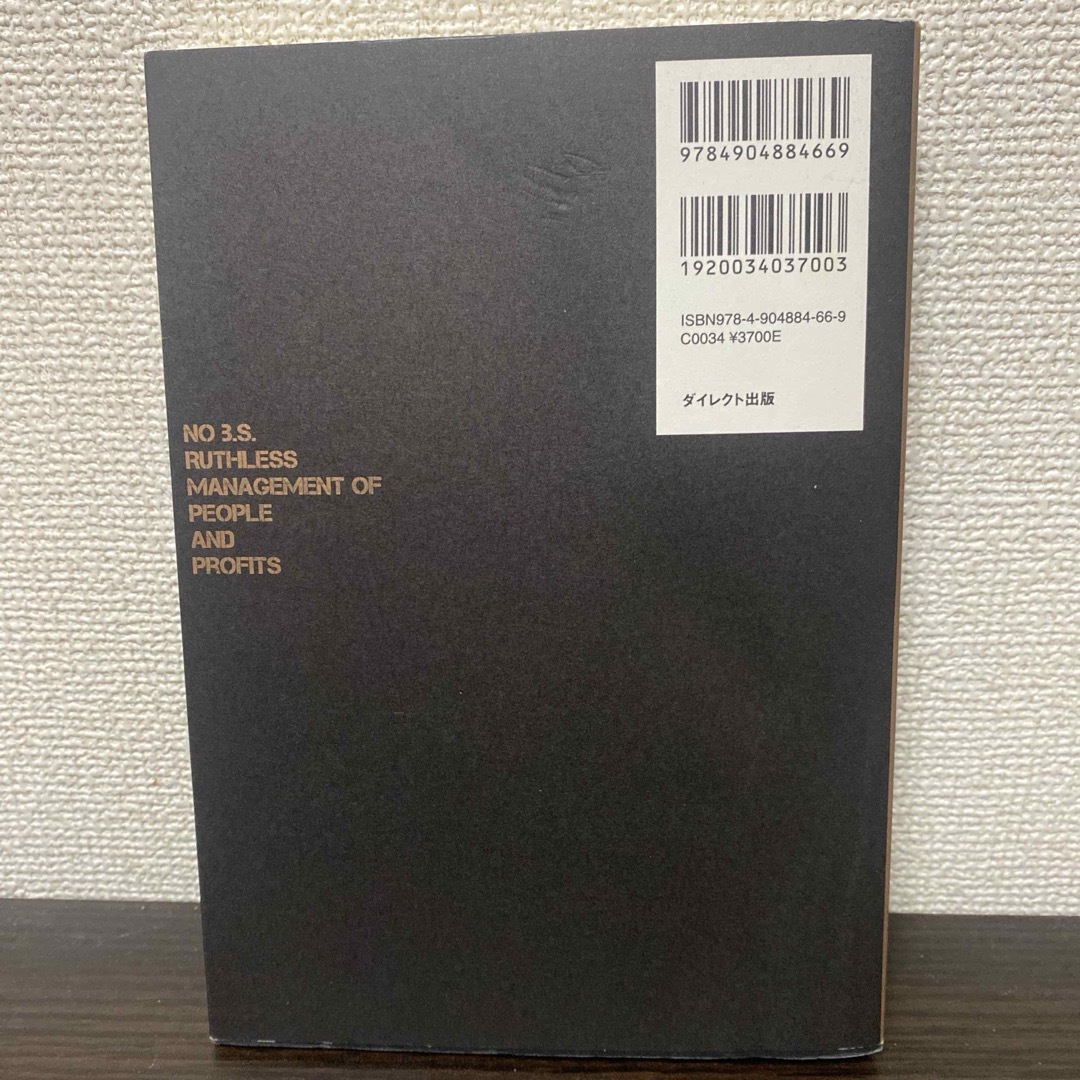 9784904884669
1920034037003
ISBN978-4-904884-66-9
C0034 ¥3700E
ダイレクト出版
NO B.S.
RUTHLESS
MANAGEMENT OF
PEOPLE
AND
PROFITS